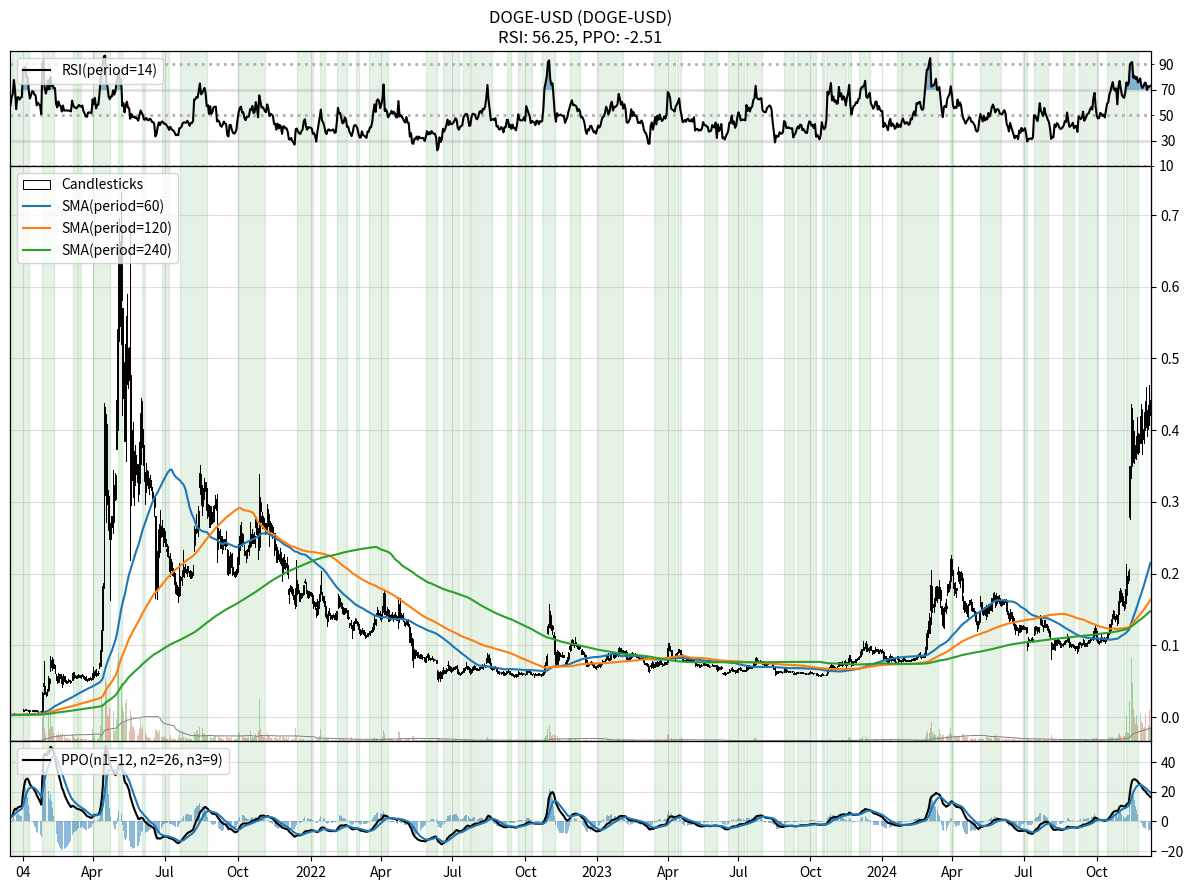 DOGE-USD (DOGE-USD)
RSI: 56.25, PPO: -2.51
RSI(period=14)
90
70
50
30
10
Candlesticks
SMA(period=60)
SMA(period=120)
SMA(period=240)
0.7
0.6
0.5
0.4
0.3
0.2
0.1
0.0
PPO(n1=12, n2=26, n3=9)
40
20
0
−20
04 Apr Jul Oct 2022 Apr Jul Oct 2023 Apr Jul Oct 2024 Apr Jul Oct